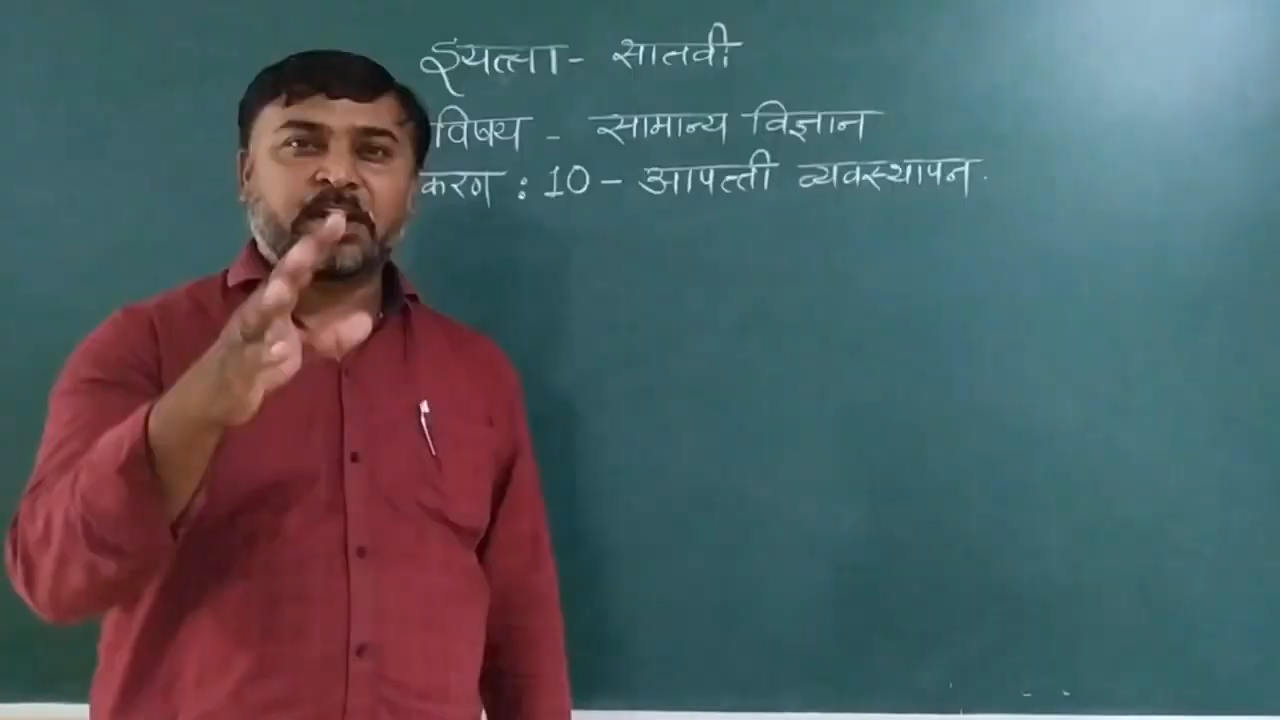 इयत्ता - सातवी
विषय - सामान्य विज्ञान
करण : 10 - आपत्ती व्यवस्थापन.